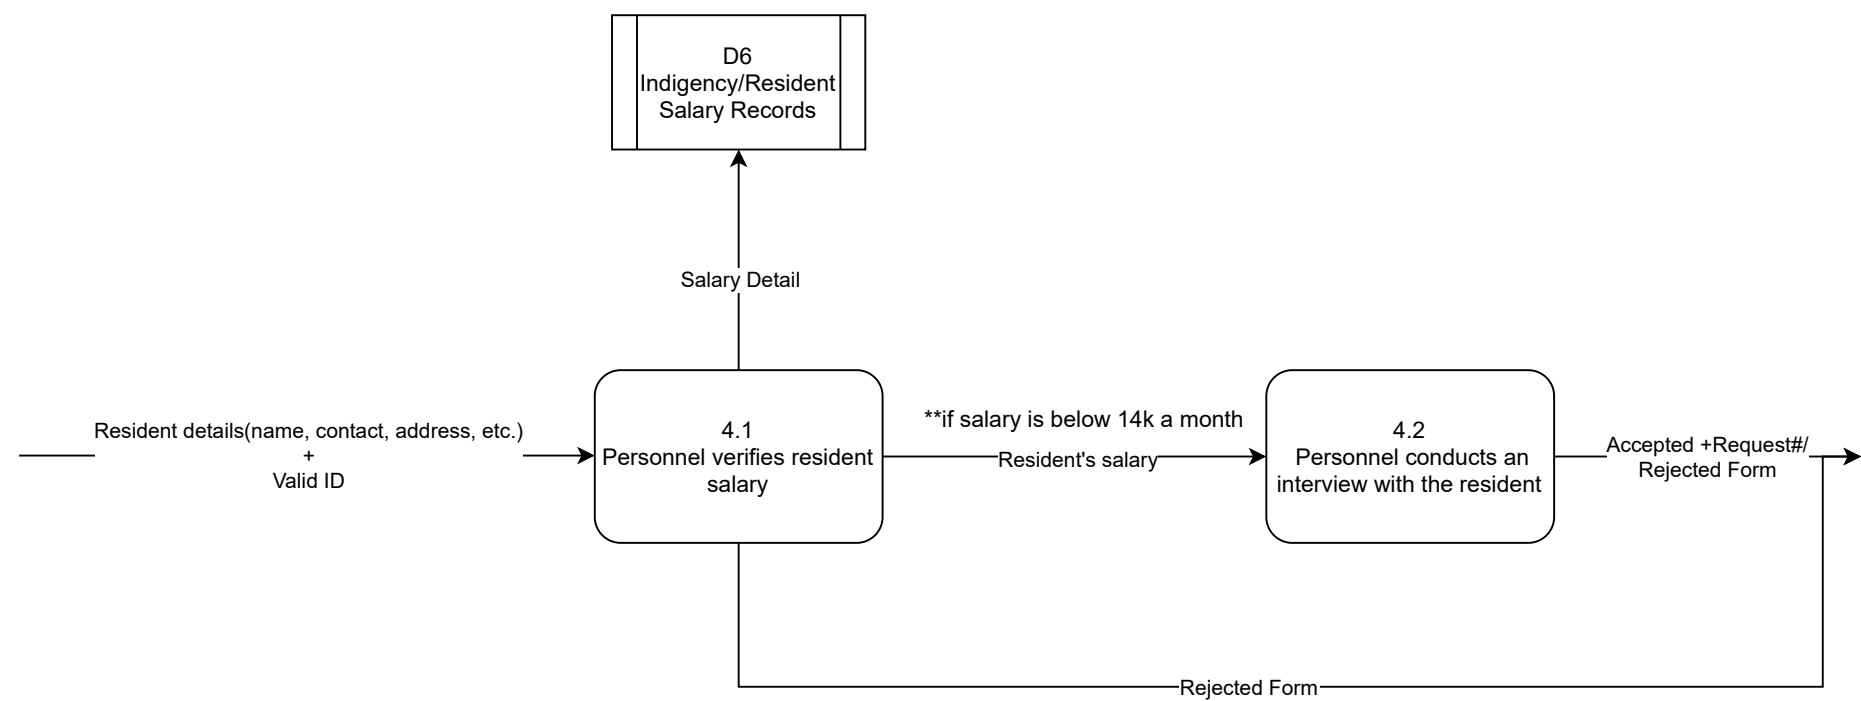 D6
Indigency/Resident
Salary Records
Salary Detail
Resident details(name, contact, address, etc.)
+
Valid ID
4.1
Personnel verifies resident
salary
**if salary is below 14k a month
Resident's salary
4.2
Personnel conducts an
interview with the resident
Accepted +Request#/
Rejected Form
Rejected Form